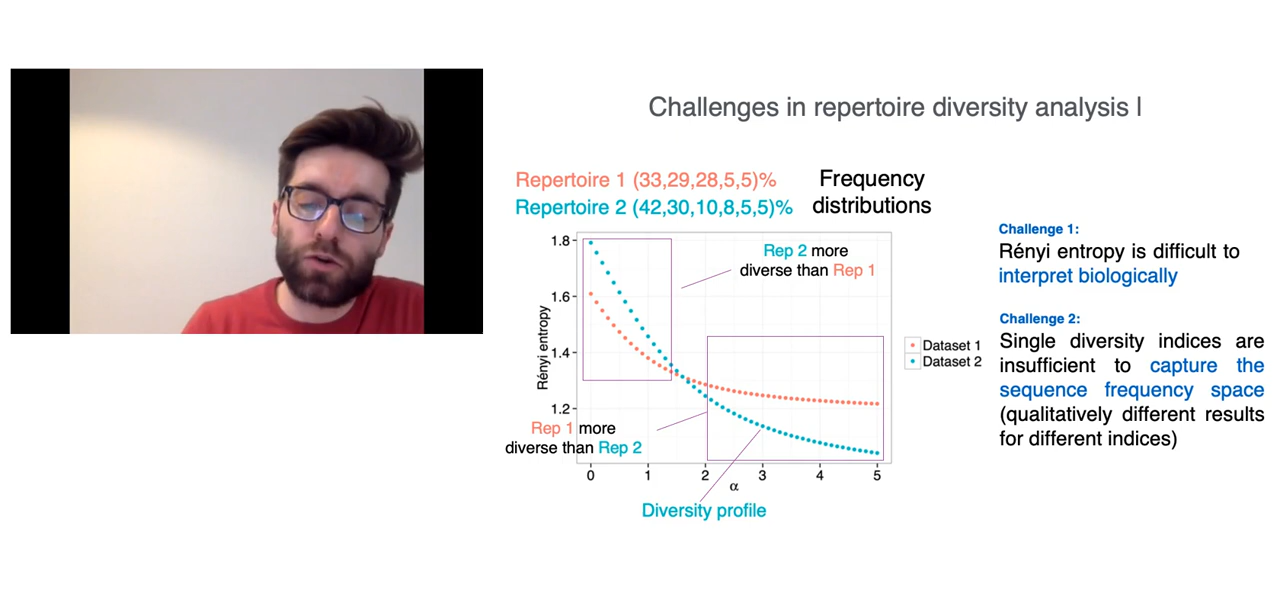 Challenges in repertoire diversity analysis I
Repertoire 1 (33,29,28,5,5)%
Repertoire 2 (42,30,10,8,5,5)%
Frequency
distributions
Rényi entropy
1.8
1.6
1.4
1.2
0 1 2 3 4 5
α
Rep 2 more
diverse than Rep 1
Rep 1 more
diverse than Rep 2
Diversity profile
Dataset 1
Dataset 2
Challenge 1:
Rényi entropy is difficult to
interpret biologically
Challenge 2:
Single diversity indices are
insufficient to capture the
sequence frequency space
(qualitatively different results
for different indices)